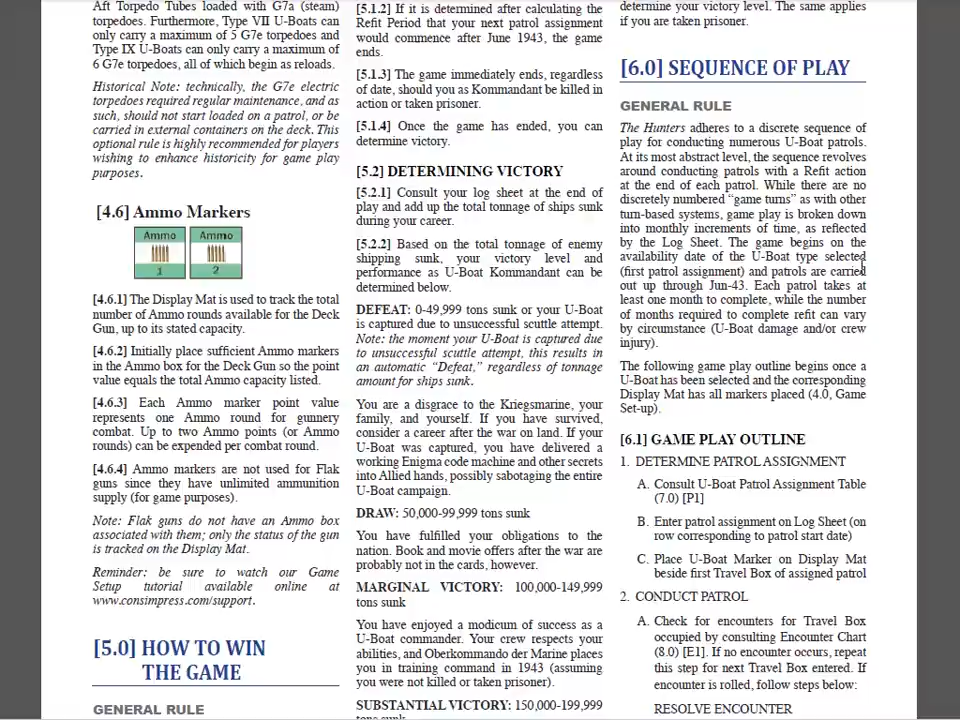 Aft Torpedo Tubes loaded with G7a (steam)
torpedoes. Furthermore, Type VII U-Boats can
only carry a maximum of 5 G7e torpedoes and
Type IX U-Boats can only carry a maximum of
6 G7e torpedoes, all of which begin as reloads.
Historical Note: technically, the G7e electric
torpedoes required regular maintenance, and as
such, should not start loaded on a patrol, or be
carried in external containers on the deck. This
optional rule is highly recommended for players
wishing to enhance historicity for game play
purposes.
[4.6] Ammo Markers
Ammo Ammo
1 2
[4.6.1] The Display Mat is used to track the total
number of Ammo rounds available for the Deck
Gun, up to its stated capacity.
[4.6.2] Initially place sufficient Ammo markers
in the Ammo box for the Deck Gun so the point
value equals the total Ammo capacity listed.
[4.6.3] Each Ammo marker point value
represents one Ammo round for gunnery
combat. Up to two Ammo points (or Ammo
rounds) can be expended per combat round.
[4.6.4] Ammo markers are not used for Flak
guns since they have unlimited ammunition
supply (for game purposes).
Note: Flak guns do not have an Ammo box
associated with them; only the status of the gun
is tracked on the Display Mat.
Reminder: be sure to watch our Game
Setup tutorial available online at
www.consimpress.com/support.
[5.0] HOW TO WIN
THE GAME
GENERAL RULE
[5.1.2] If it is determined after calculating the
Refit Period that your next patrol assignment
would commence after June 1943, the game
ends.
[5.1.3] The game immediately ends, regardless
of date, should you as Kommandant be killed in
action or taken prisoner.
[5.1.4] Once the game has ended, you can
determine victory.
[5.2] DETERMINING VICTORY
[5.2.1] Consult your log sheet at the end of
play and add up the total tonnage of ships sunk
during your career.
[5.2.2] Based on the total tonnage of enemy
shipping sunk, your victory level and
performance as U-Boat Kommandant can be
determined below.
DEFEAT: 0-49,999 tons sunk or your U-Boat
is captured due to unsuccessful scuttle attempt.
Note: the moment your U-Boat is captured due
to unsuccessful scuttle attempt, this results in
an automatic “Defeat,” regardless of tonnage
amount for ships sunk.
You are a disgrace to the Kriegsmarine, your
family, and yourself. If you have survived,
consider a career after the war on land. If your
U-Boat was captured, you have delivered a
working Enigma code machine and other secrets
into Allied hands, possibly sabotaging the entire
U-Boat campaign.
DRAW: 50,000-99,999 tons sunk
You have fulfilled your obligations to the
nation. Book and movie offers after the war are
probably not in the cards, however.
MARGINAL VICTORY: 100,000-149,999
tons sunk
You have enjoyed a modicum of success as a
U-Boat commander. Your crew respects your
abilities, and Oberkommando der Marine places
you in training command in 1943 (assuming
you were not killed or taken prisoner).
SUBSTANTIAL VICTORY: 150,000-199,999
tons sunk
determine your victory level. The same applies
if you are taken prisoner.
[6.0] SEQUENCE OF PLAY
GENERAL RULE
The Hunters adheres to a discrete sequence of
play for conducting numerous U-Boat patrols.
At its most abstract level, the sequence revolves
around conducting patrols with a Refit action
at the end of each patrol. While there are no
discretely numbered “game turns” as with other
turn-based systems, game play is broken down
into monthly increments of time, as reflected
by the Log Sheet. The game begins on the
availability date of the U-Boat type selected
(first patrol assignment) and patrols are carried
out up through Jun-43. Each patrol takes at
least one month to complete, while the number
of months required to complete refit can vary
by circumstance (U-Boat damage and/or crew
injury).
The following game play outline begins once a
U-Boat has been selected and the corresponding
Display Mat has all markers placed (4.0, Game
Set-up).
[6.1] GAME PLAY OUTLINE
1. DETERMINE PATROL ASSIGNMENT
A. Consult U-Boat Patrol Assignment Table
(7.0) [P1]
B. Enter patrol assignment on Log Sheet (on
row corresponding to patrol start date)
C. Place U-Boat Marker on Display Mat
beside first Travel Box of assigned patrol
2. CONDUCT PATROL
A. Check for encounters for Travel Box
occupied by consulting Encounter Chart
(8.0) [E1]. If no encounter occurs, repeat
this step for next Travel Box entered. If
encounter is rolled, follow steps below:
RESOLVE ENCOUNTER